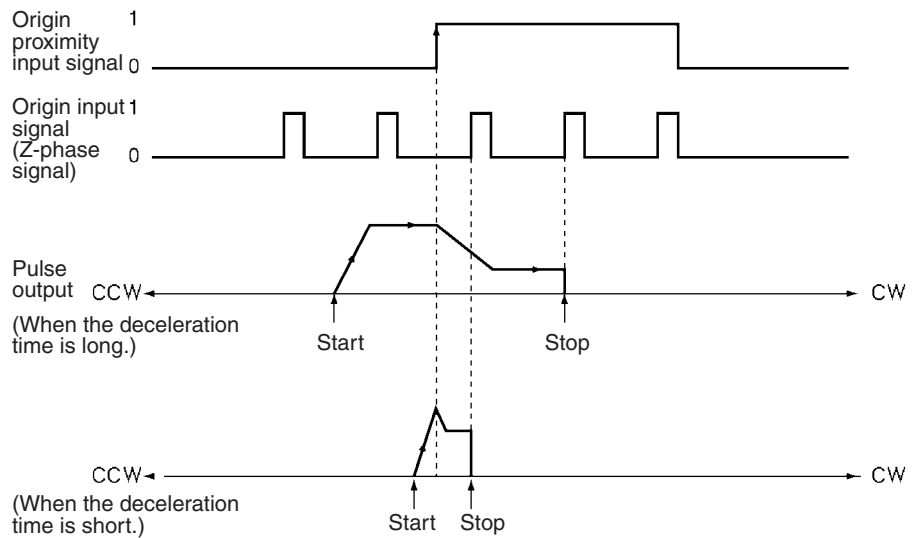 Origin
proximity
input signal
1
0
Origin input
signal
(Z-phase
signal)
1
0
Pulse
output
CCW
CW
(When the deceleration
time is long.)
Start
Stop
CCW
CW
(When the deceleration
time is short.)
Start
Stop